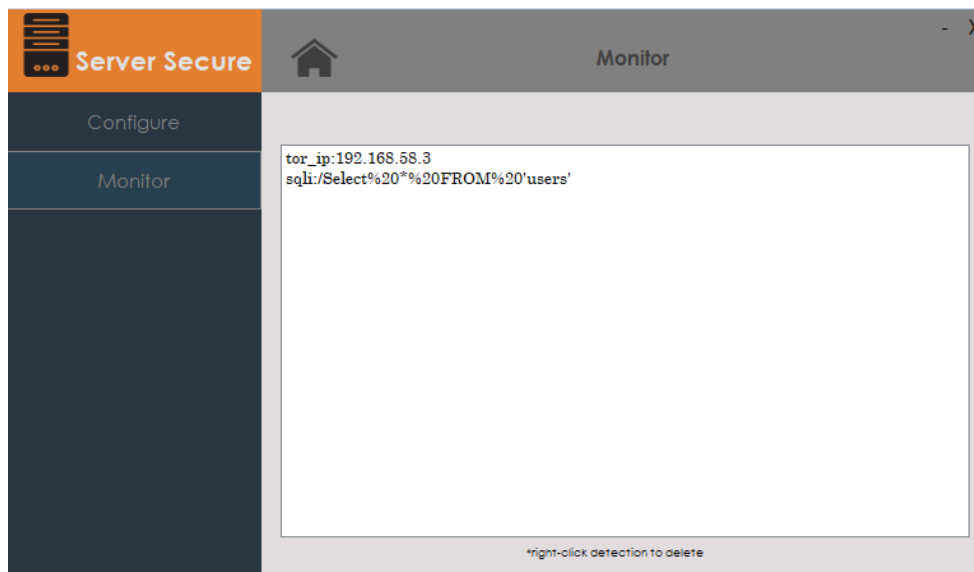 Server Secure
Monitor
- X
Configure
Monitor
tor_ip:192.168.58.3
sqli:/Select%20*%20FROM%20'users'
*right-click detection to delete